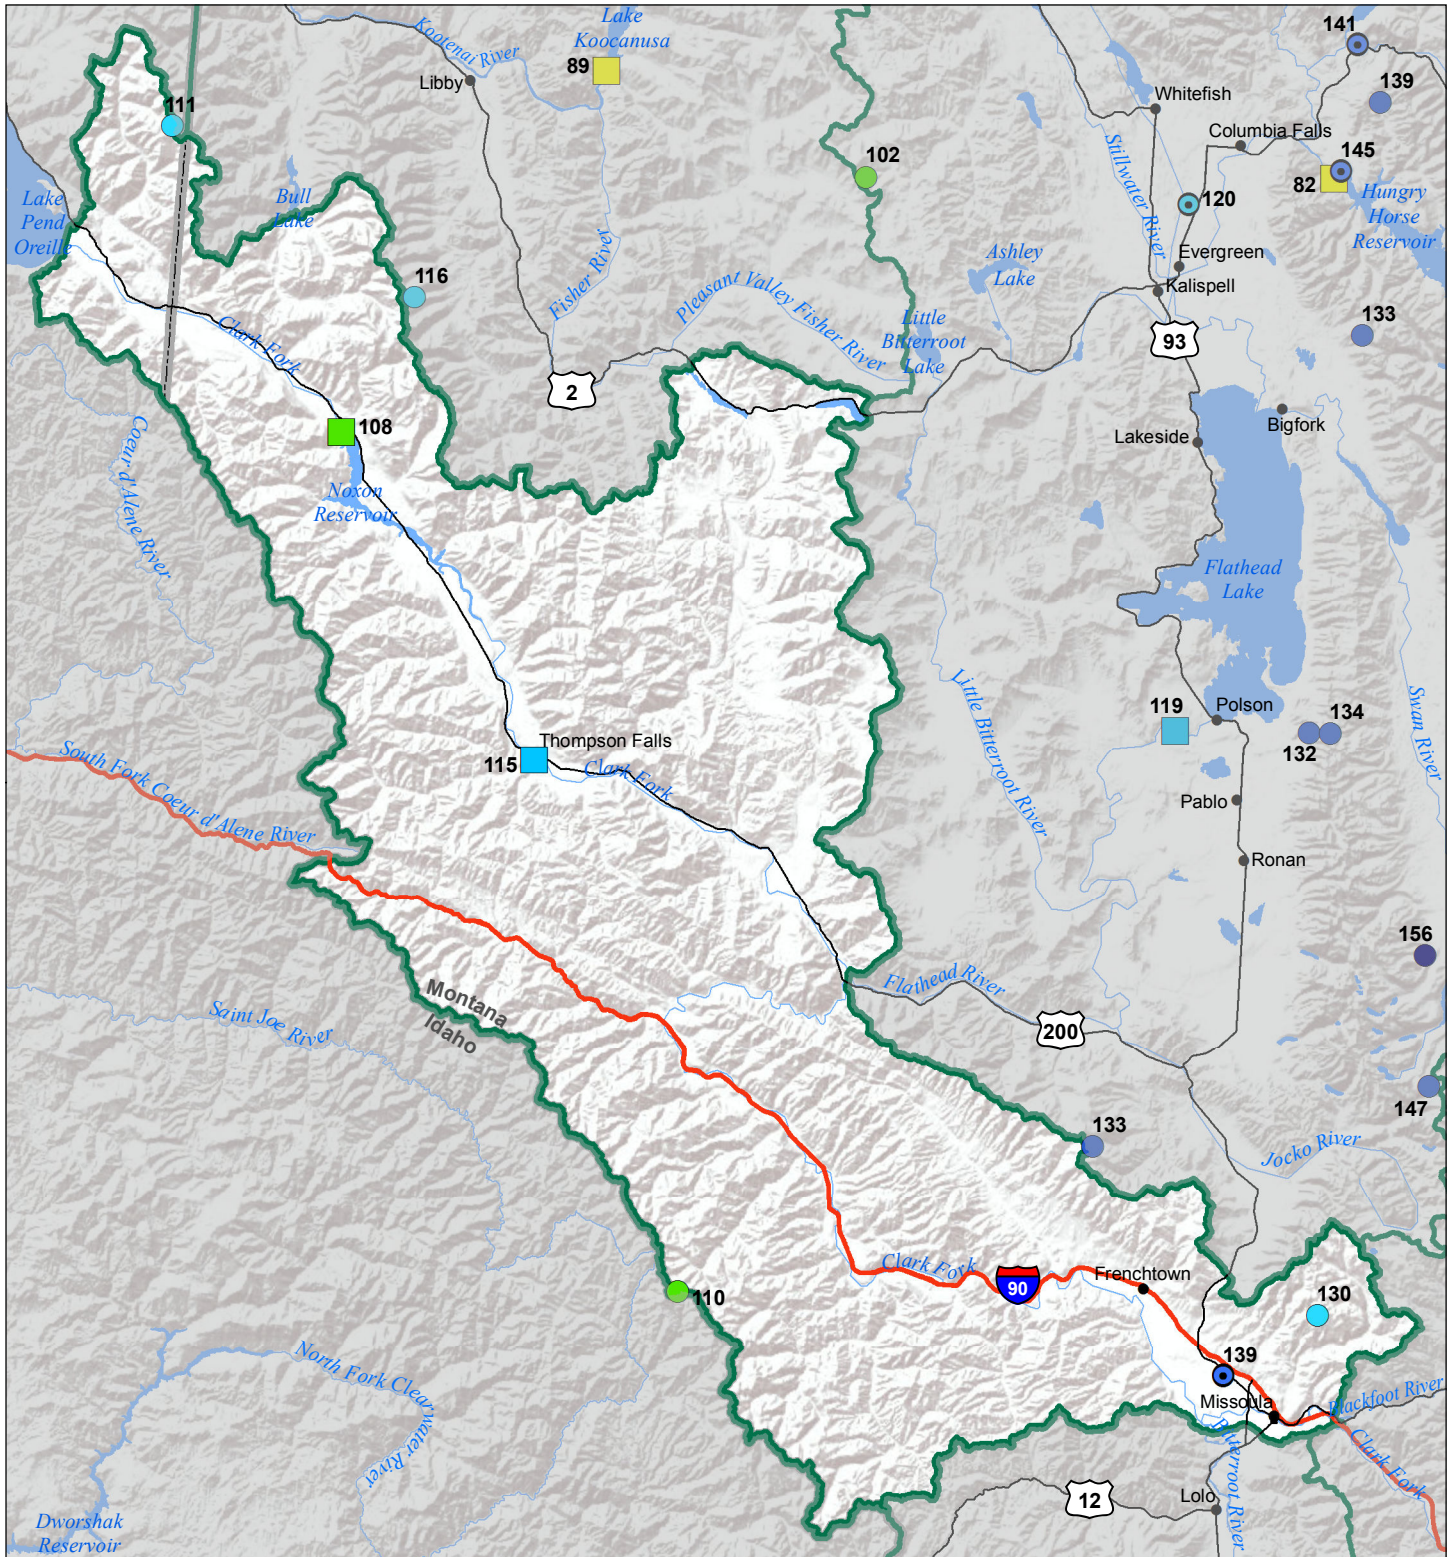 Lake
Koocanusa
Kootenai River
89
Libby
141
139
Whitefish
Columbia Falls
111
102
145
82
Hungry
Horse
Reservoir
Stillwater River
120
Lake
Pend
Oreille
Bull
Lake
116
Fisher River
Pleasant Valley Fisher River
Ashley
Lake
Evergreen
Kalispell
Little
Bitterroot
Lake
93
133
Clark Fork
2
108
Bigfork
Lakeside
Coeur d'Alene River
Noxon
Reservoir
Flathead
Lake
Little Bitterroot River
Swan River
119
Polson
134
132
Thompson Falls
115
Clark Fork
South Fork Coeur d'Alene River
Pablo
Ronan
156
Flathead River
Montana
Idaho
Saint Joe River
200
147
133
Jocko River
Clark Fork
90
Frenchtown
110
130
139
Missoula
Blackfoot River
North Fork Clearwater River
Bitterroot River
Clark Fork
12
Lolo
Dworshak
Reservoir